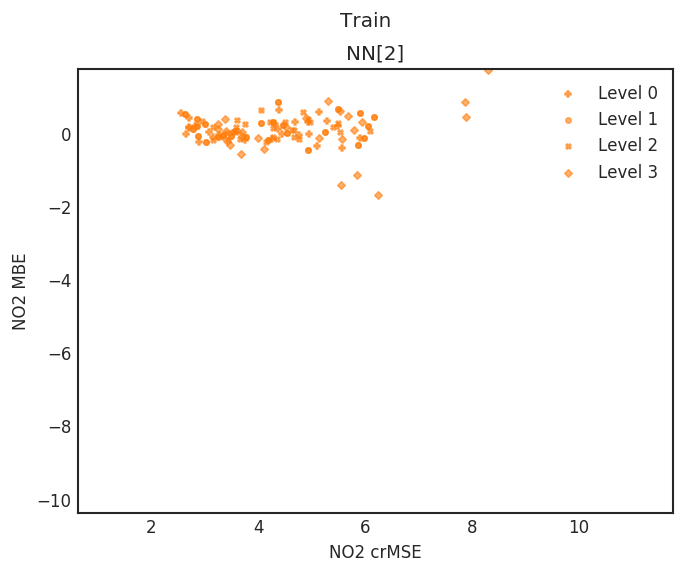 Train
NN[2]
Level 0
Level 1
Level 2
Level 3
0
−2
−4
−6
−8
−10
NO2 MBE
2 4 6 8 10
NO2 crMSE